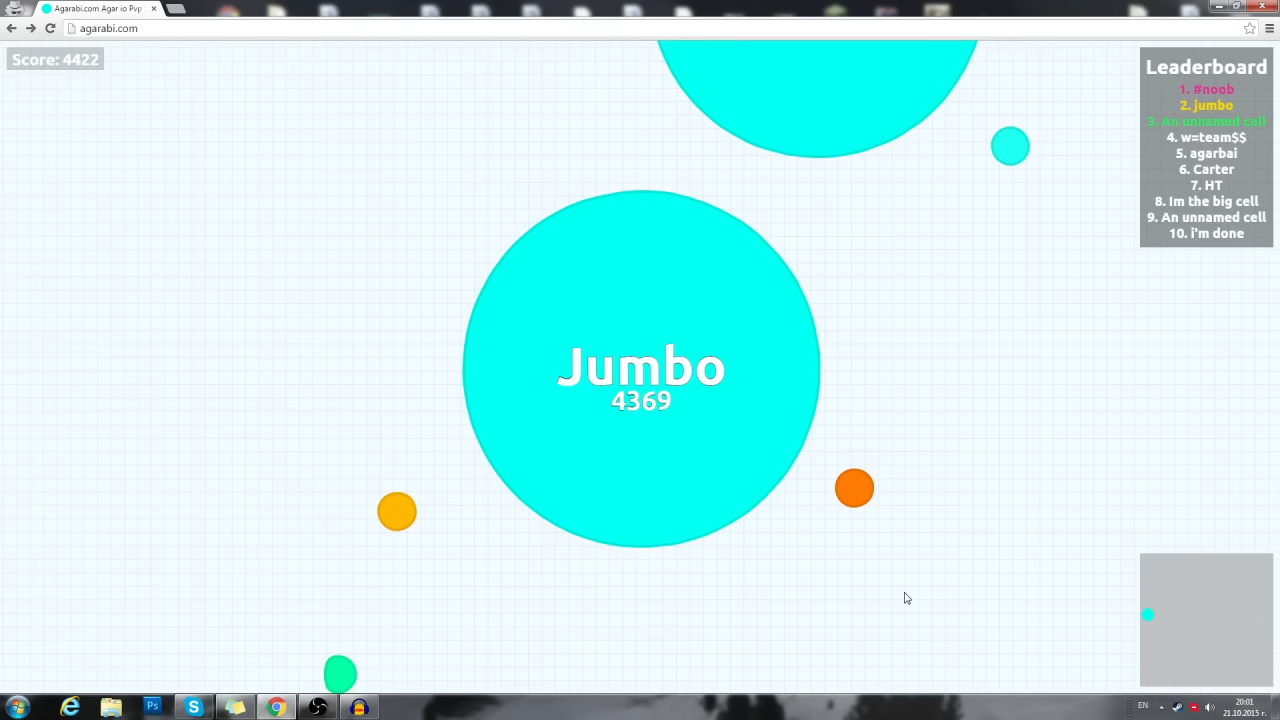 Agarabi.com Agar io Pvp
agarabi.com
Score: 4422
Leaderboard
1. #noob
2. jumbo
3. An unnamed cell
4. w=team$$
5. agarbai
6. Carter
7. HT
8. Im the big cell
9. An unnamed cell
10. i'm done
Jumbo
4369
Ps
EN
20:01
21.10.2015 г.